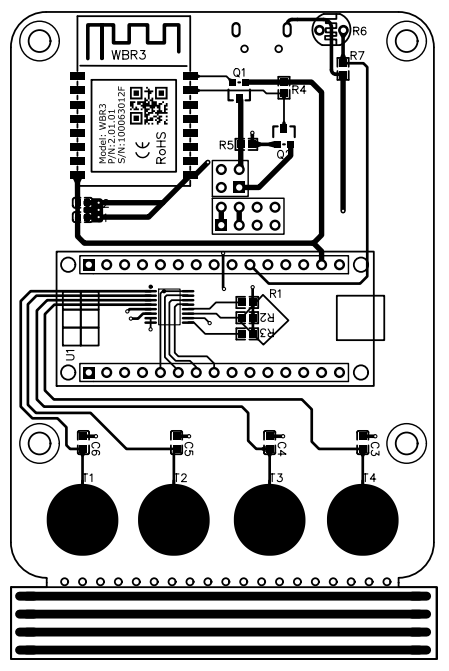 WBR3
R6
R7
Q1
R4
Model: WBR3
P/N:2.01.01
S/N:100063012F
CE
RoHS
R5
R1
R2
R3
U1
C6
C5
C4
C3
T1
T2
T3
T4